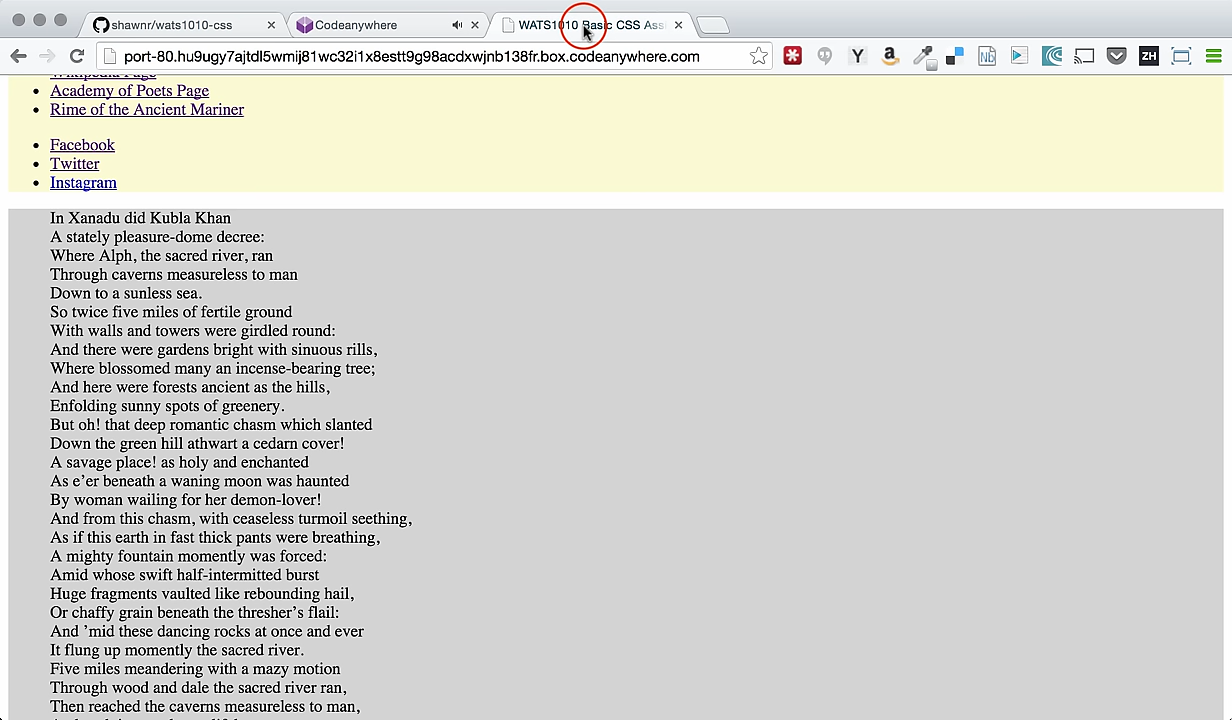 shawnr/wats1010-css
Codeanywhere
WATS1010 Basic CSS Ass
port-80.hu9ugy7ajtdl5wmij81wc32i1x8estt9g98acdxwjnb138fr.box.codeanywhere.com
Y
a
Nb
ZH
Wikipedia Page
Academy of Poets Page
Rime of the Ancient Mariner
Facebook
Twitter
Instagram
In Xanadu did Kubla Khan
A stately pleasure-dome decree:
Where Alph, the sacred river, ran
Through caverns measureless to man
Down to a sunless sea.
So twice five miles of fertile ground
With walls and towers were girdled round:
And there were gardens bright with sinuous rills,
Where blossomed many an incense-bearing tree;
And here were forests ancient as the hills,
Enfolding sunny spots of greenery.
But oh! that deep romantic chasm which slanted
Down the green hill athwart a cedarn cover!
A savage place! as holy and enchanted
As e’er beneath a waning moon was haunted
By woman wailing for her demon-lover!
And from this chasm, with ceaseless turmoil seething,
As if this earth in fast thick pants were breathing,
A mighty fountain momently was forced:
Amid whose swift half-intermitted burst
Huge fragments vaulted like rebounding hail,
Or chaffy grain beneath the thresher’s flail:
And ’mid these dancing rocks at once and ever
It flung up momently the sacred river.
Five miles meandering with a mazy motion
Through wood and dale the sacred river ran,
Then reached the caverns measureless to man,